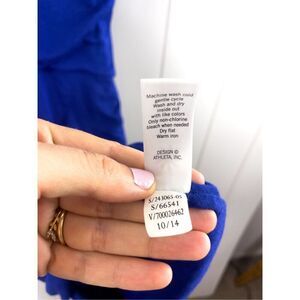 Machine wash cold
gentle cycle
Wash and dry
inside out
with like colors
Only non-chlorine
bleach when needed
Dry flat
Warm iron
DESIGN ©
ATHLETA, INC.
S/243065-05
S/66541
V/700026462
10/14